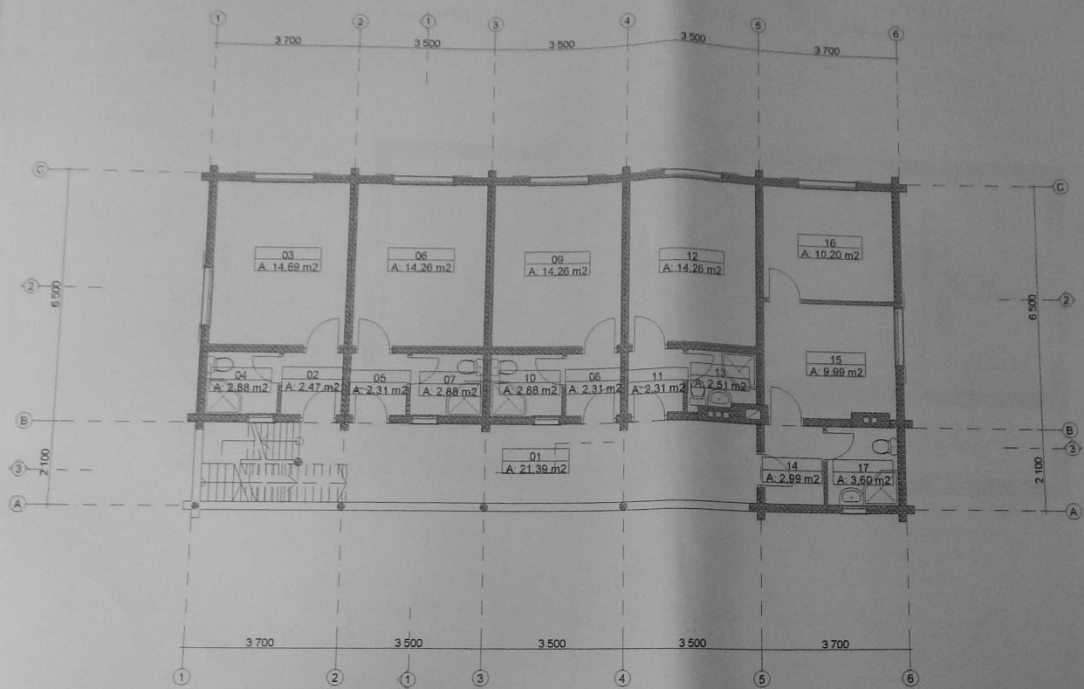 1 2 1 3 4 5 6
3 700 3 500 3 500 3 500 3 700
C C
03
A: 14.69 m2
06
A: 14.26 m2
09
A: 14.26 m2
12
A: 14.26 m2
16
A: 10.20 m2
2 2
6 500 6 500
15
A: 9.99 m2
04
A: 2.88 m2
02
A: 2.47 m2
05
A: 2.31 m2
07
A: 2.88 m2
10
A: 2.88 m2
08
A: 2.31 m2
11
A: 2.31 m2
13
A: 2.51 m2
B B
3 3
2 100 2 100
01
A: 21.39 m2
14
A: 2.99 m2
17
A: 3.60 m2
A A
3 700 3 500 3 500 3 500 3 700
1 2 1 3 4 5 6